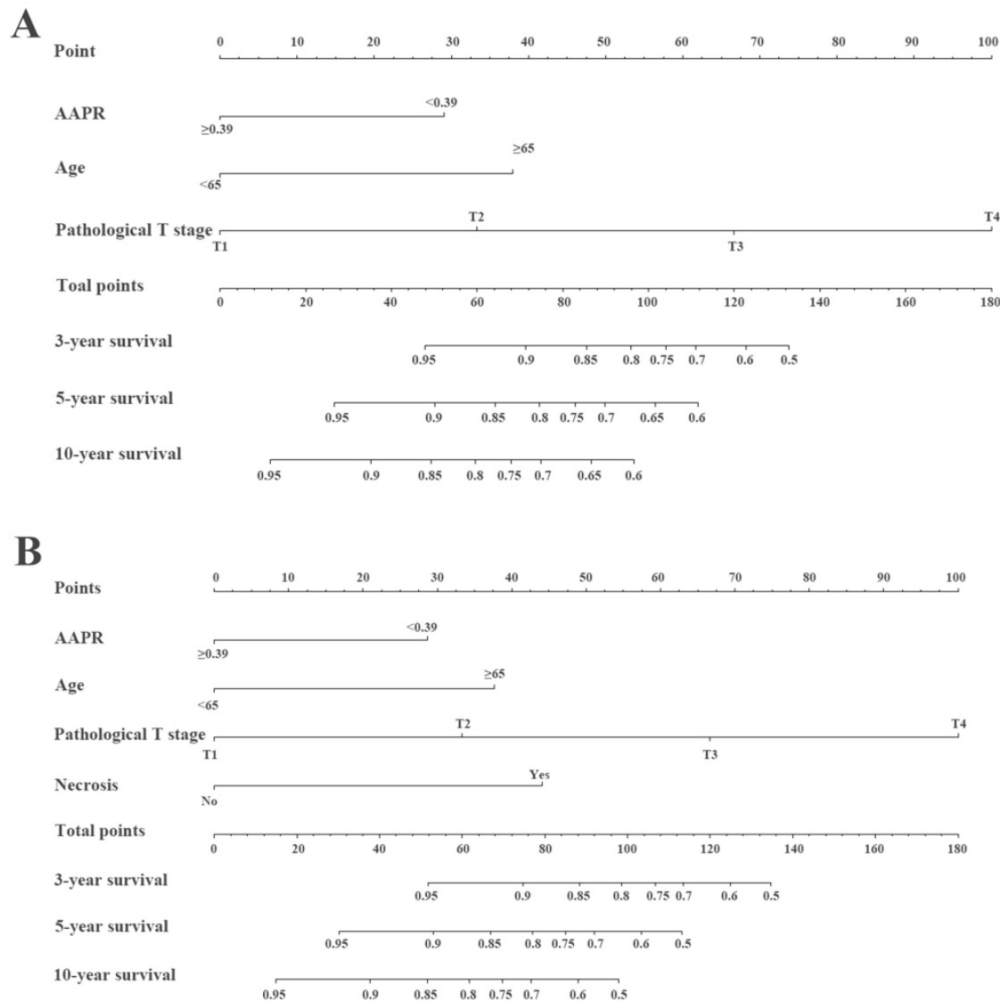 A
Point 0 10 20 30 40 50 60 70 80 90 100
AAPR <0.39
≥0.39
Age ≥65
<65
Pathological T stage T2 T4
T1 T3
Toal points
0 20 40 60 80 100 120 140 160 180
3-year survival
0.95 0.9 0.85 0.8 0.75 0.7 0.6 0.5
5-year survival
0.95 0.9 0.85 0.8 0.75 0.7 0.65 0.6
10-year survival
0.95 0.9 0.85 0.8 0.75 0.7 0.65 0.6
B
Points 0 10 20 30 40 50 60 70 80 90 100
AAPR <0.39
≥0.39
Age ≥65
<65
Pathological T stage T2 T4
T1 T3
Necrosis Yes
No
Total points
0 20 40 60 80 100 120 140 160 180
3-year survival
0.95 0.9 0.85 0.8 0.75 0.7 0.6 0.5
5-year survival
0.95 0.9 0.85 0.8 0.75 0.7 0.6 0.5
10-year survival
0.95 0.9 0.85 0.8 0.75 0.7 0.6 0.5